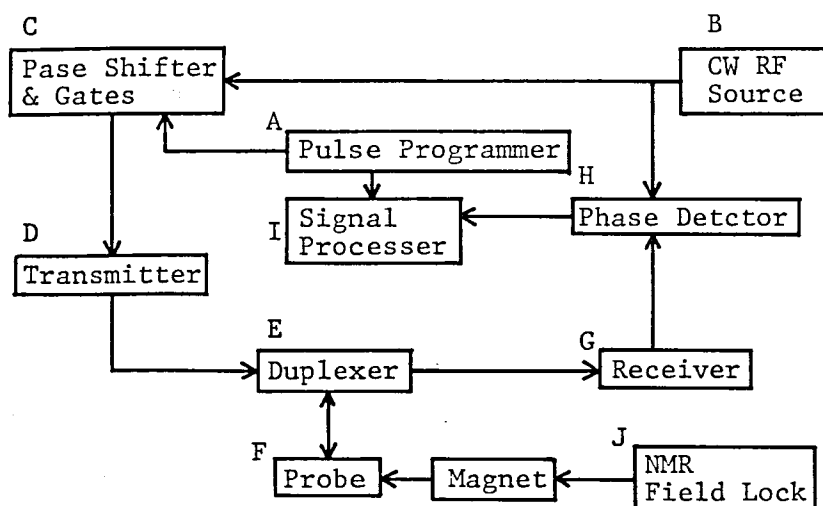 C
Pase Shifter
& Gates
B
CW RF
Source
A
Pulse Programmer
H
Phase Detctor
I
Signal
Processer
D
Transmitter
E
Duplexer
G
Receiver
F
Probe
Magnet
J
NMR
Field Lock